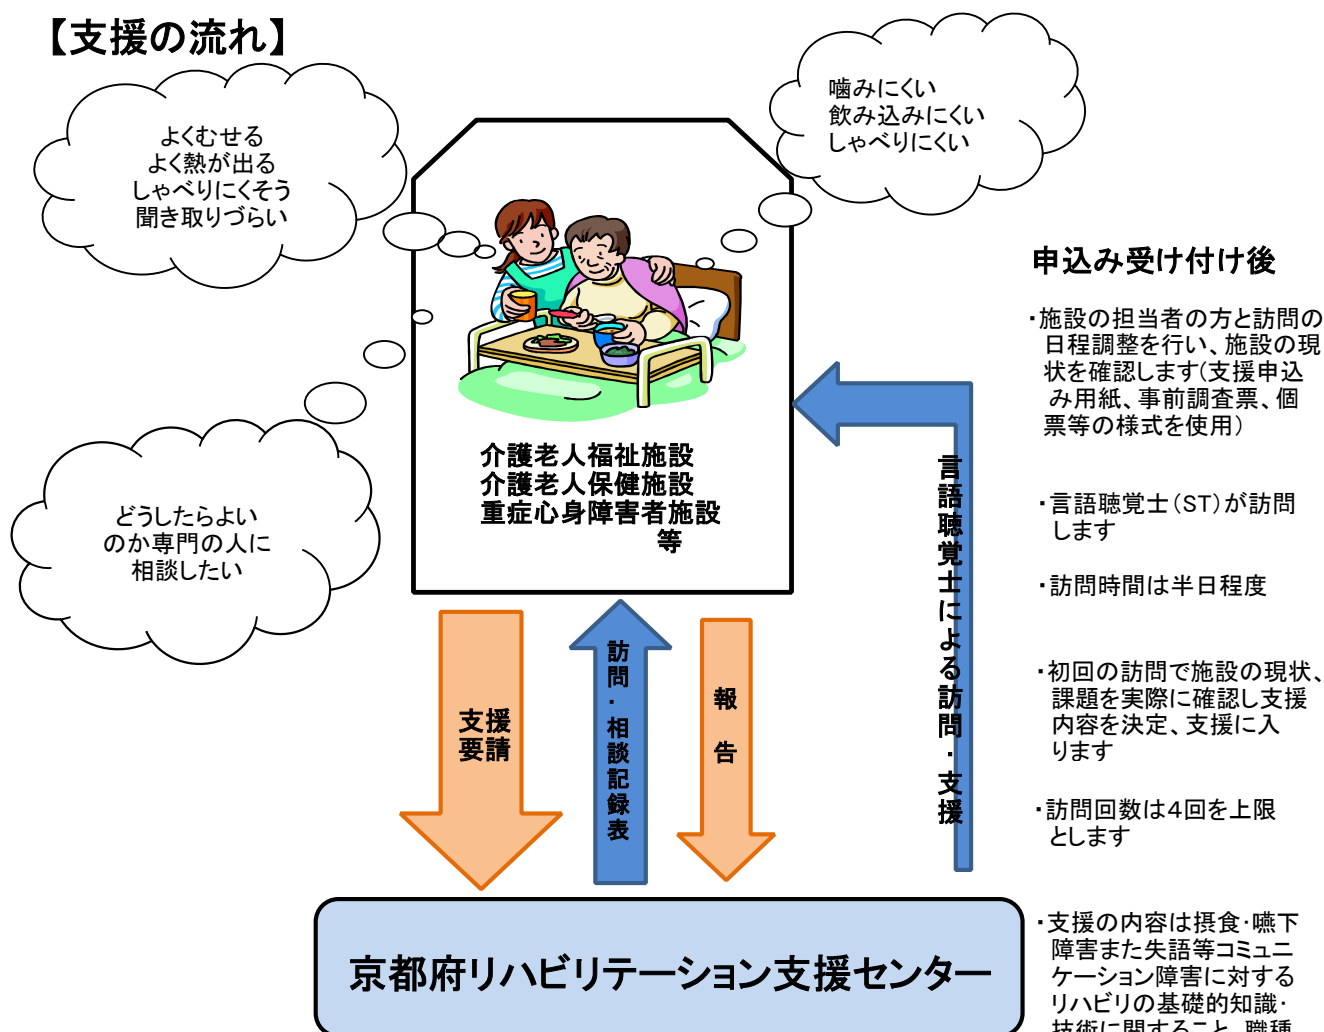 【支援の流れ】
よくむせる
よく熱が出る
しゃべりにくそう
聞き取りづらい
噛みにくい
飲み込みにくい
しゃべりにくい
どうしたらよい
のか専門の人に
相談したい
介護老人福祉施設
介護老人保健施設
重症心身障害者施設
等
支援
要請
訪問・相談記録表
報告
言語聴覚士による訪問・支援
京都府リハビリテーション支援センター
申込み受け付け後
・施設の担当者の方と訪問の
日程調整を行い、施設の現
状を確認します(支援申込
み用紙、事前調査票、個
票等の様式を使用)
・言語聴覚士(ST)が訪問
します
・訪問時間は半日程度
・初回の訪問で施設の現状、
課題を実際に確認し支援
内容を決定、支援に入
ります
・訪問回数は4回を上限
とします
・支援の内容は摂食・嚥下
障害また失語等コミュニ
ケーション障害に対する
リハビリの基礎的知識・
技術に関すること、職種